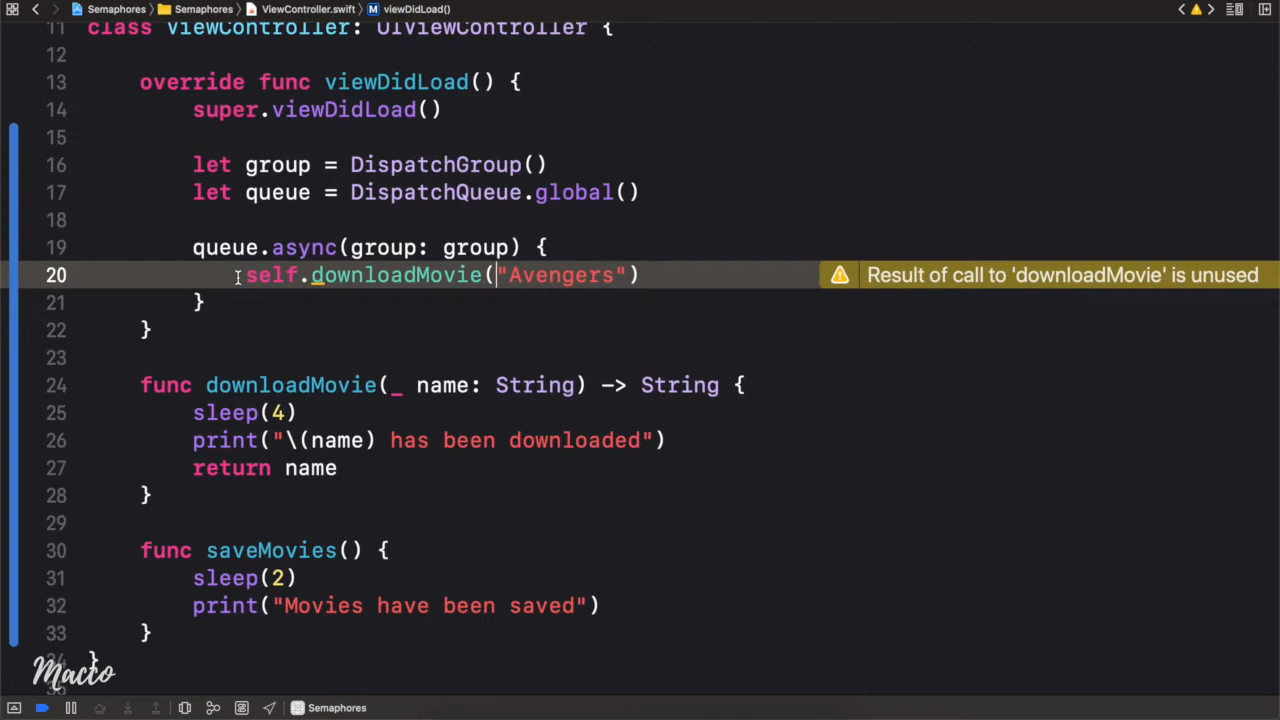 Semaphores > Semaphores > ViewController.swift > M viewDidLoad()
11 class ViewController: UIViewController {
12
13 override func viewDidLoad() {
14 super.viewDidLoad()
15
16 let group = DispatchGroup()
17 let queue = DispatchQueue.global()
18
19 queue.async(group: group) {
20 self.downloadMovie("Avengers") Result of call to 'downloadMovie' is unused
21 }
22 }
23
24 func downloadMovie(_ name: String) -> String {
25 sleep(4)
26 print("\(name) has been downloaded")
27 return name
28 }
29
30 func saveMovies() {
31 sleep(2)
32 print("Movies have been saved")
33 }
34 }
Macco
35
Semaphores